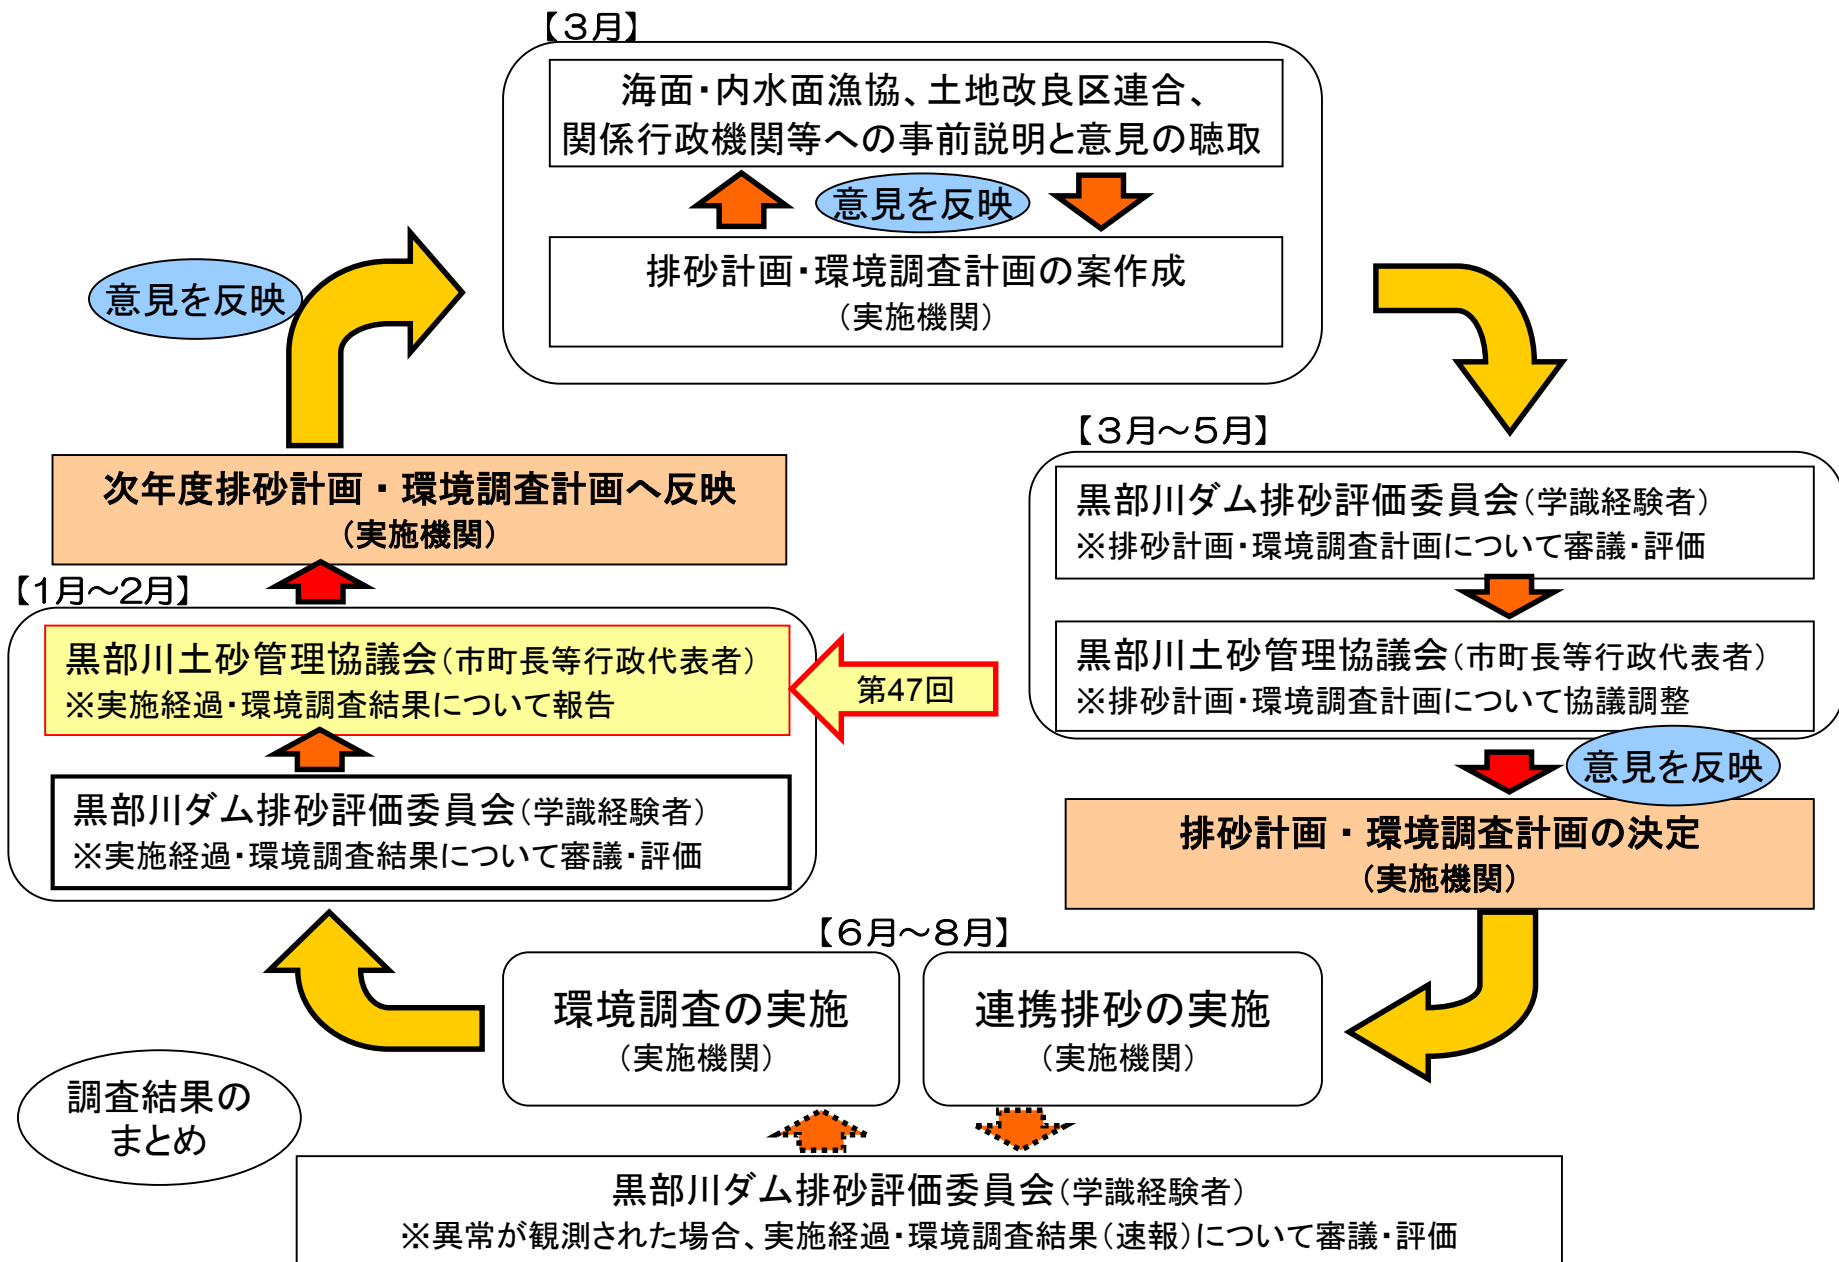 【3月】
海面・内水面漁協、土地改良区連合、
関係行政機関等への事前説明と意見の聴取
意見を反映
排砂計画・環境調査計画の案作成
(実施機関)
意見を反映
【3月～5月】
黒部川ダム排砂評価委員会(学識経験者)
※排砂計画・環境調査計画について審議・評価
黒部川土砂管理協議会(市町長等行政代表者)
※排砂計画・環境調査計画について協議調整
意見を反映
排砂計画・環境調査計画の決定
(実施機関)
【6月～8月】
連携排砂の実施
(実施機関)
環境調査の実施
(実施機関)
黒部川ダム排砂評価委員会(学識経験者)
※異常が観測された場合、実施経過・環境調査結果(速報)について審議・評価
調査結果の
まとめ
【1月～2月】
黒部川ダム排砂評価委員会(学識経験者)
※実施経過・環境調査結果について審議・評価
黒部川土砂管理協議会(市町長等行政代表者)
※実施経過・環境調査結果について報告
第47回
次年度排砂計画・環境調査計画へ反映
(実施機関)